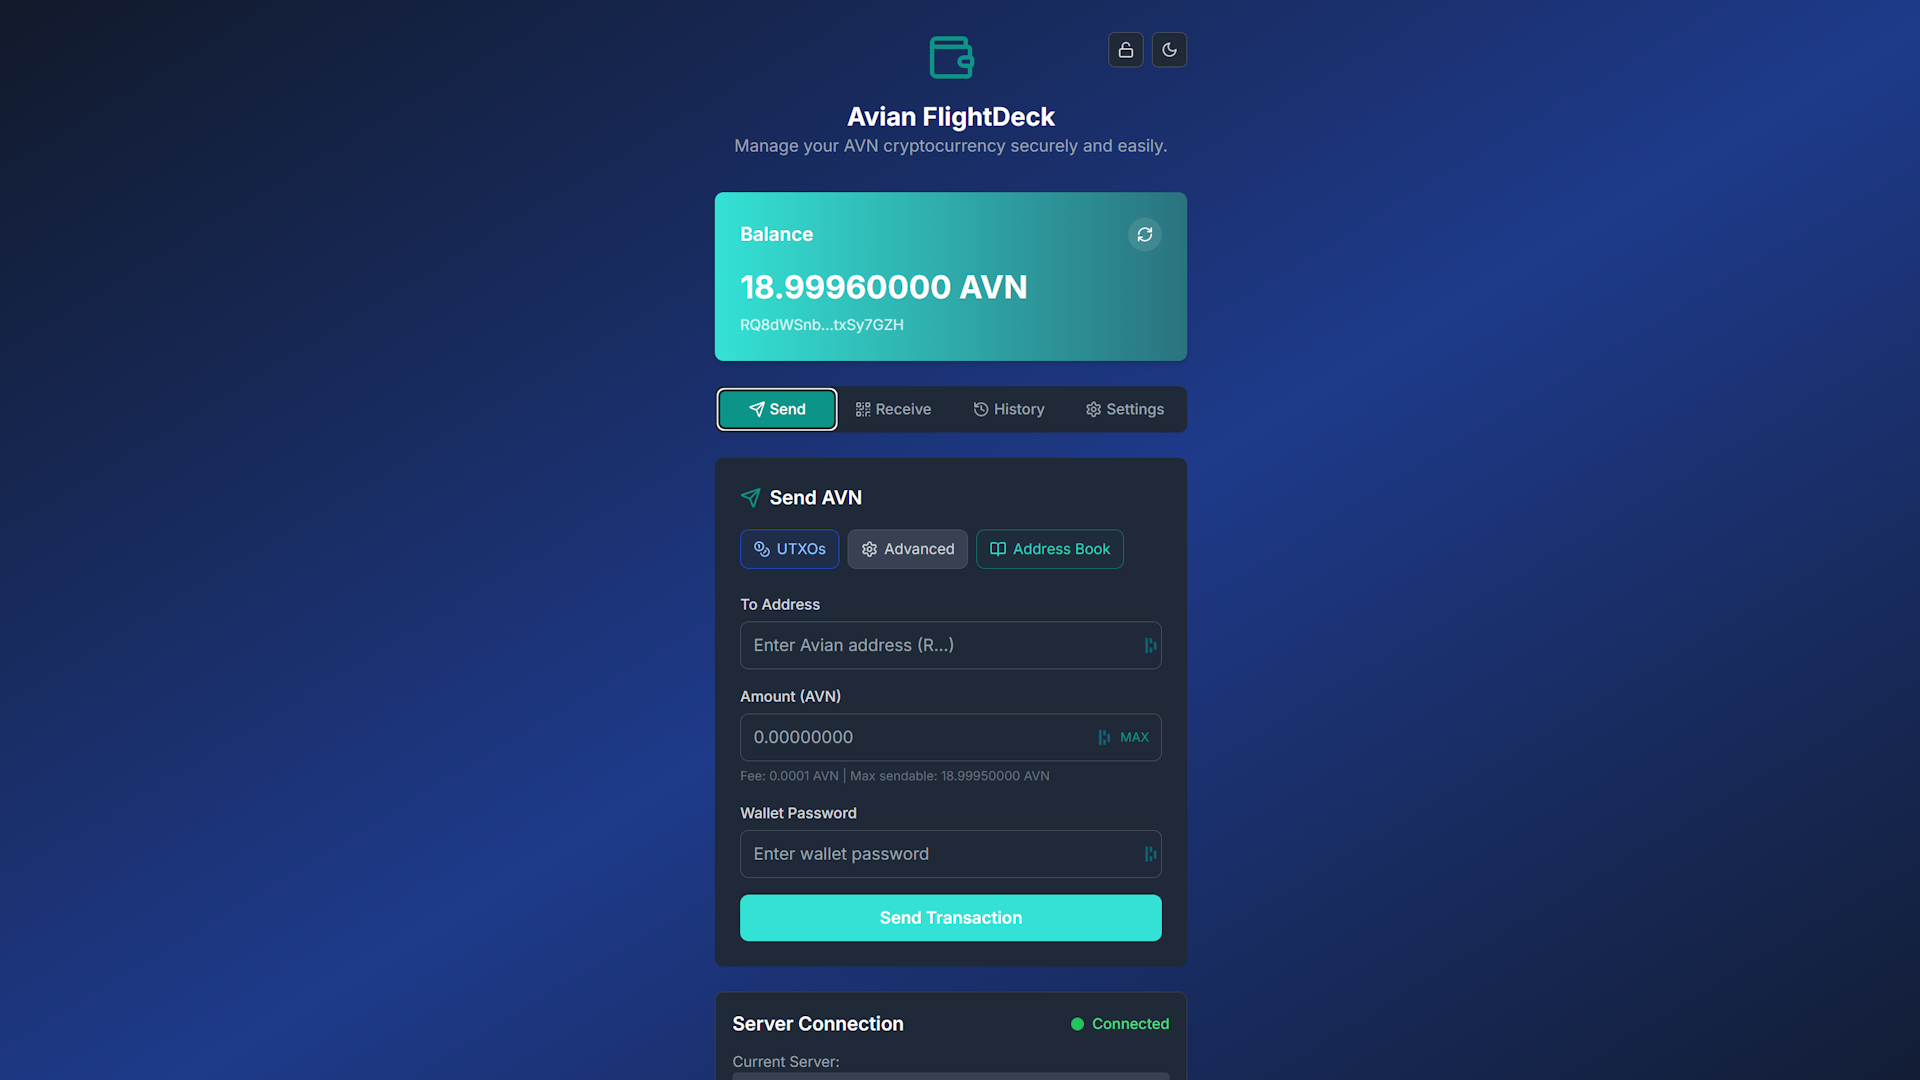 Avian FlightDeck
Manage your AVN cryptocurrency securely and easily.
Balance
18.99960000 AVN
RQ8dWSnb...txSy7GZH
Send Receive History Settings
Send AVN
UTXOs Advanced Address Book
To Address
Enter Avian address (R...)
Amount (AVN)
0.00000000 MAX
Fee: 0.0001 AVN | Max sendable: 18.99950000 AVN
Wallet Password
Enter wallet password
Send Transaction
Server Connection Connected
Current Server: